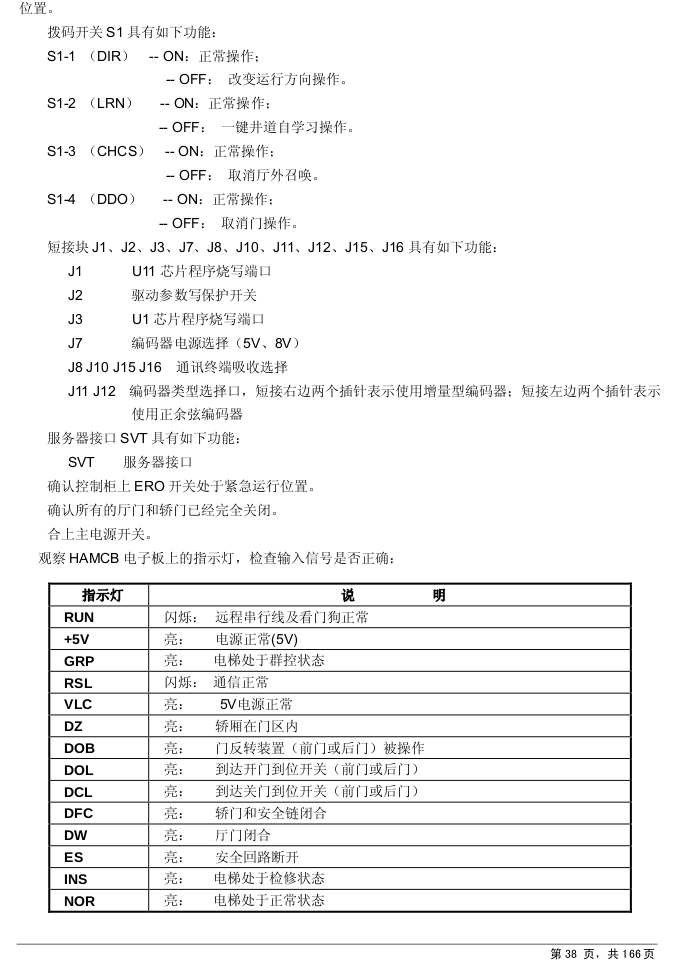 位置。
拨码开关 S1 具有如下功能：
S1-1 （DIR） -- ON：正常操作；
-- OFF： 改变运行方向操作。
S1-2 （LRN） -- ON：正常操作；
-- OFF： 一键井道自学习操作。
S1-3 （CHCS） -- ON：正常操作；
-- OFF： 取消厅外召唤。
S1-4 （DDO） -- ON：正常操作；
-- OFF： 取消门操作。
短接块 J1、J2、J3、J7、J8、J10、J11、J12、J15、J16 具有如下功能：
J1 U11 芯片程序烧写端口
J2 驱动参数写保护开关
J3 U1 芯片程序烧写端口
J7 编码器电源选择（5V、8V）
J8 J10 J15 J16 通讯终端吸收选择
J11 J12 编码器类型选择口，短接右边两个插针表示使用增量型编码器；短接左边两个插针表示
使用正余弦编码器
服务器接口 SVT 具有如下功能：
SVT 服务器接口
确认控制柜上 ERO 开关处于紧急运行位置。
确认所有的厅门和轿门已经完全关闭。
合上主电源开关。
观察 HAMCB 电子板上的指示灯，检查输入信号是否正确：
指示灯 说 明
RUN 闪烁： 远程串行线及看门狗正常
+5V 亮： 电源正常(5V)
GRP 亮： 电梯处于群控状态
RSL 闪烁： 通信正常
VLC 亮： 5V电源正常
DZ 亮： 轿厢在门区内
DOB 亮： 门反转装置（前门或后门）被操作
DOL 亮： 到达开门到位开关（前门或后门）
DCL 亮： 到达关门到位开关（前门或后门）
DFC 亮： 轿门和安全链闭合
DW 亮： 厅门闭合
ES 亮： 安全回路断开
INS 亮： 电梯处于检修状态
NOR 亮： 电梯处于正常状态
第 38 页，共 166 页